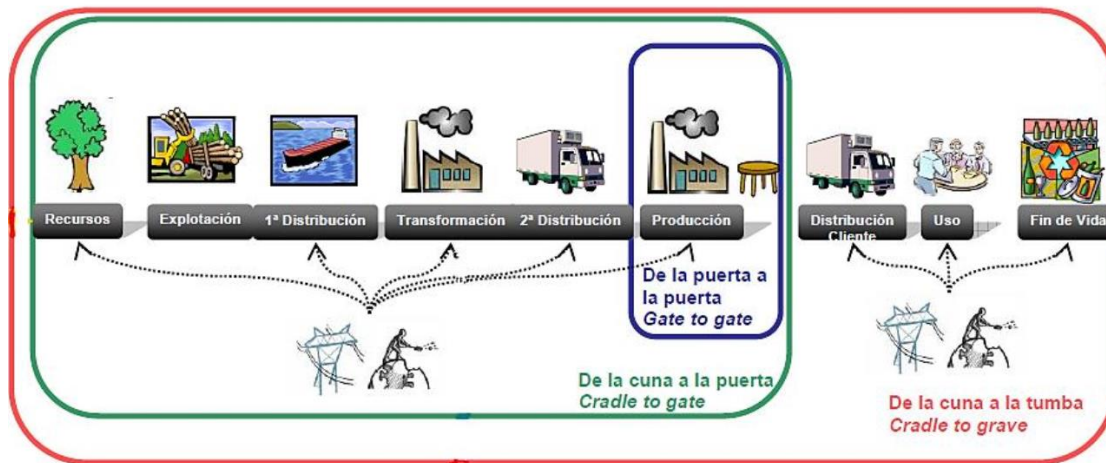 Recursos
Explotación
1ª Distribución
Transformación
2ª Distribución
Producción
Distribución
Cliente
Uso
Fin de Vida
De la puerta a
la puerta
Gate to gate
De la cuna a la puerta
Cradle to gate
De la cuna a la tumba
Cradle to grave